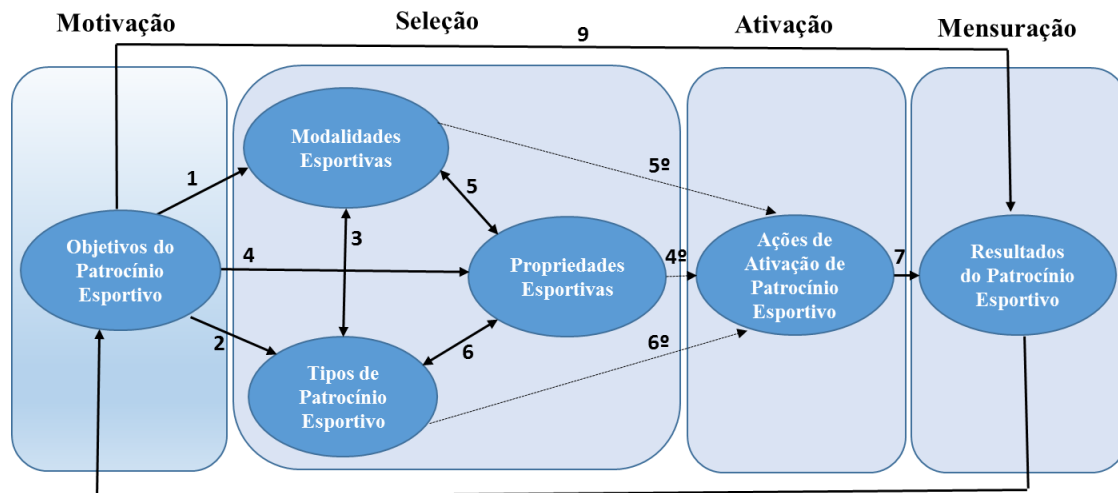 Motivação
Seleção
Ativação
Mensuração
9
Modalidades
Esportivas
1
5
5º
Objetivos do
Patrocínio
Esportivo
4
3
Propriedades
Esportivas
4º
Ações de
Ativação de
Patrocínio
Esportivo
7
Resultados
do Patrocínio
Esportivo
2
6
6º
Tipos de
Patrocínio
Esportivo